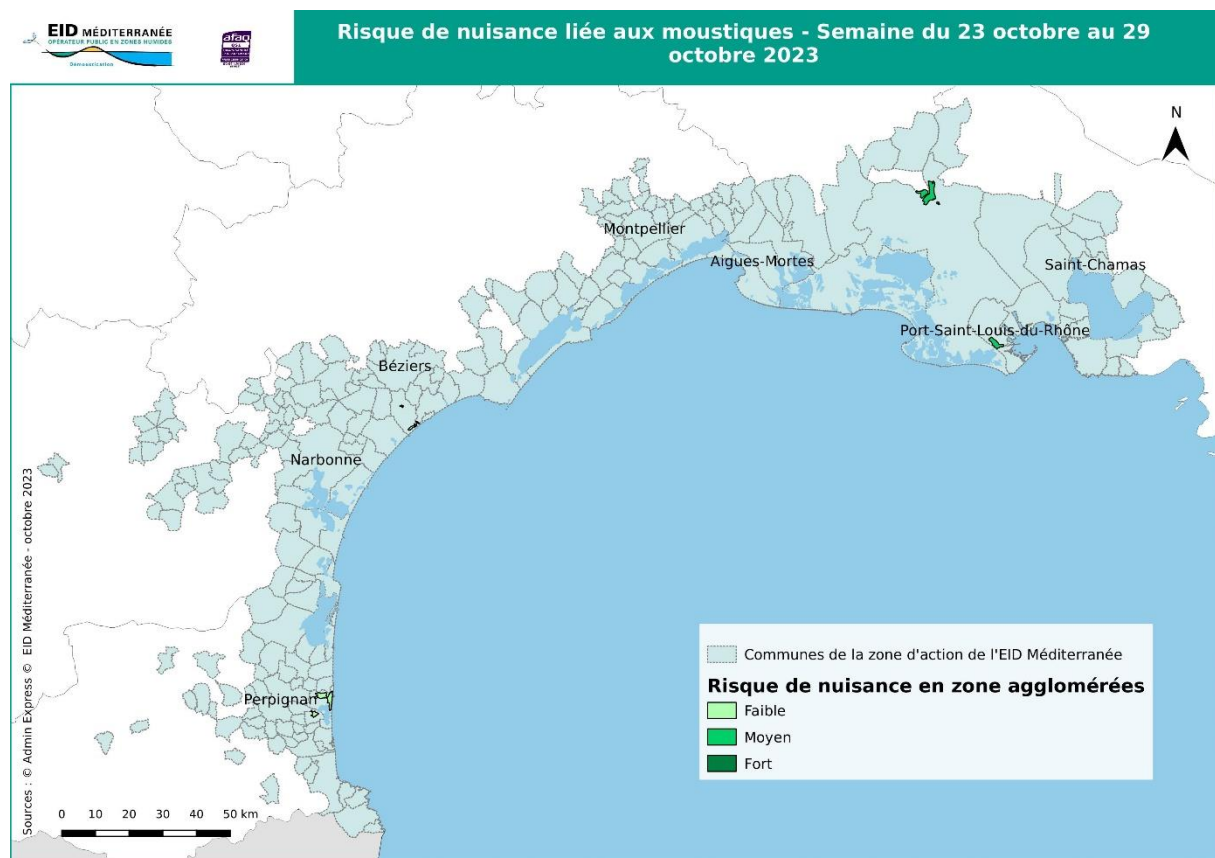 EID MÉDITERRANÉE
OPÉRATEUR PUBLIC EN ZONES HUMIDES
Démoustication
afaq
Risque de nuisance liée aux moustiques - Semaine du 23 octobre au 29
octobre 2023
N
Montpellier
Aigues-Mortes
Saint-Chamas
Port-Saint-Louis-du-Rhône
Béziers
Narbonne
Perpignan
Communes de la zone d'action de l'EID Méditerranée
Risque de nuisance en zone agglomérées
Faible
Moyen
Fort
0 10 20 30 40 50 km
Sources : © Admin Express © EID Méditerranée - octobre 2023